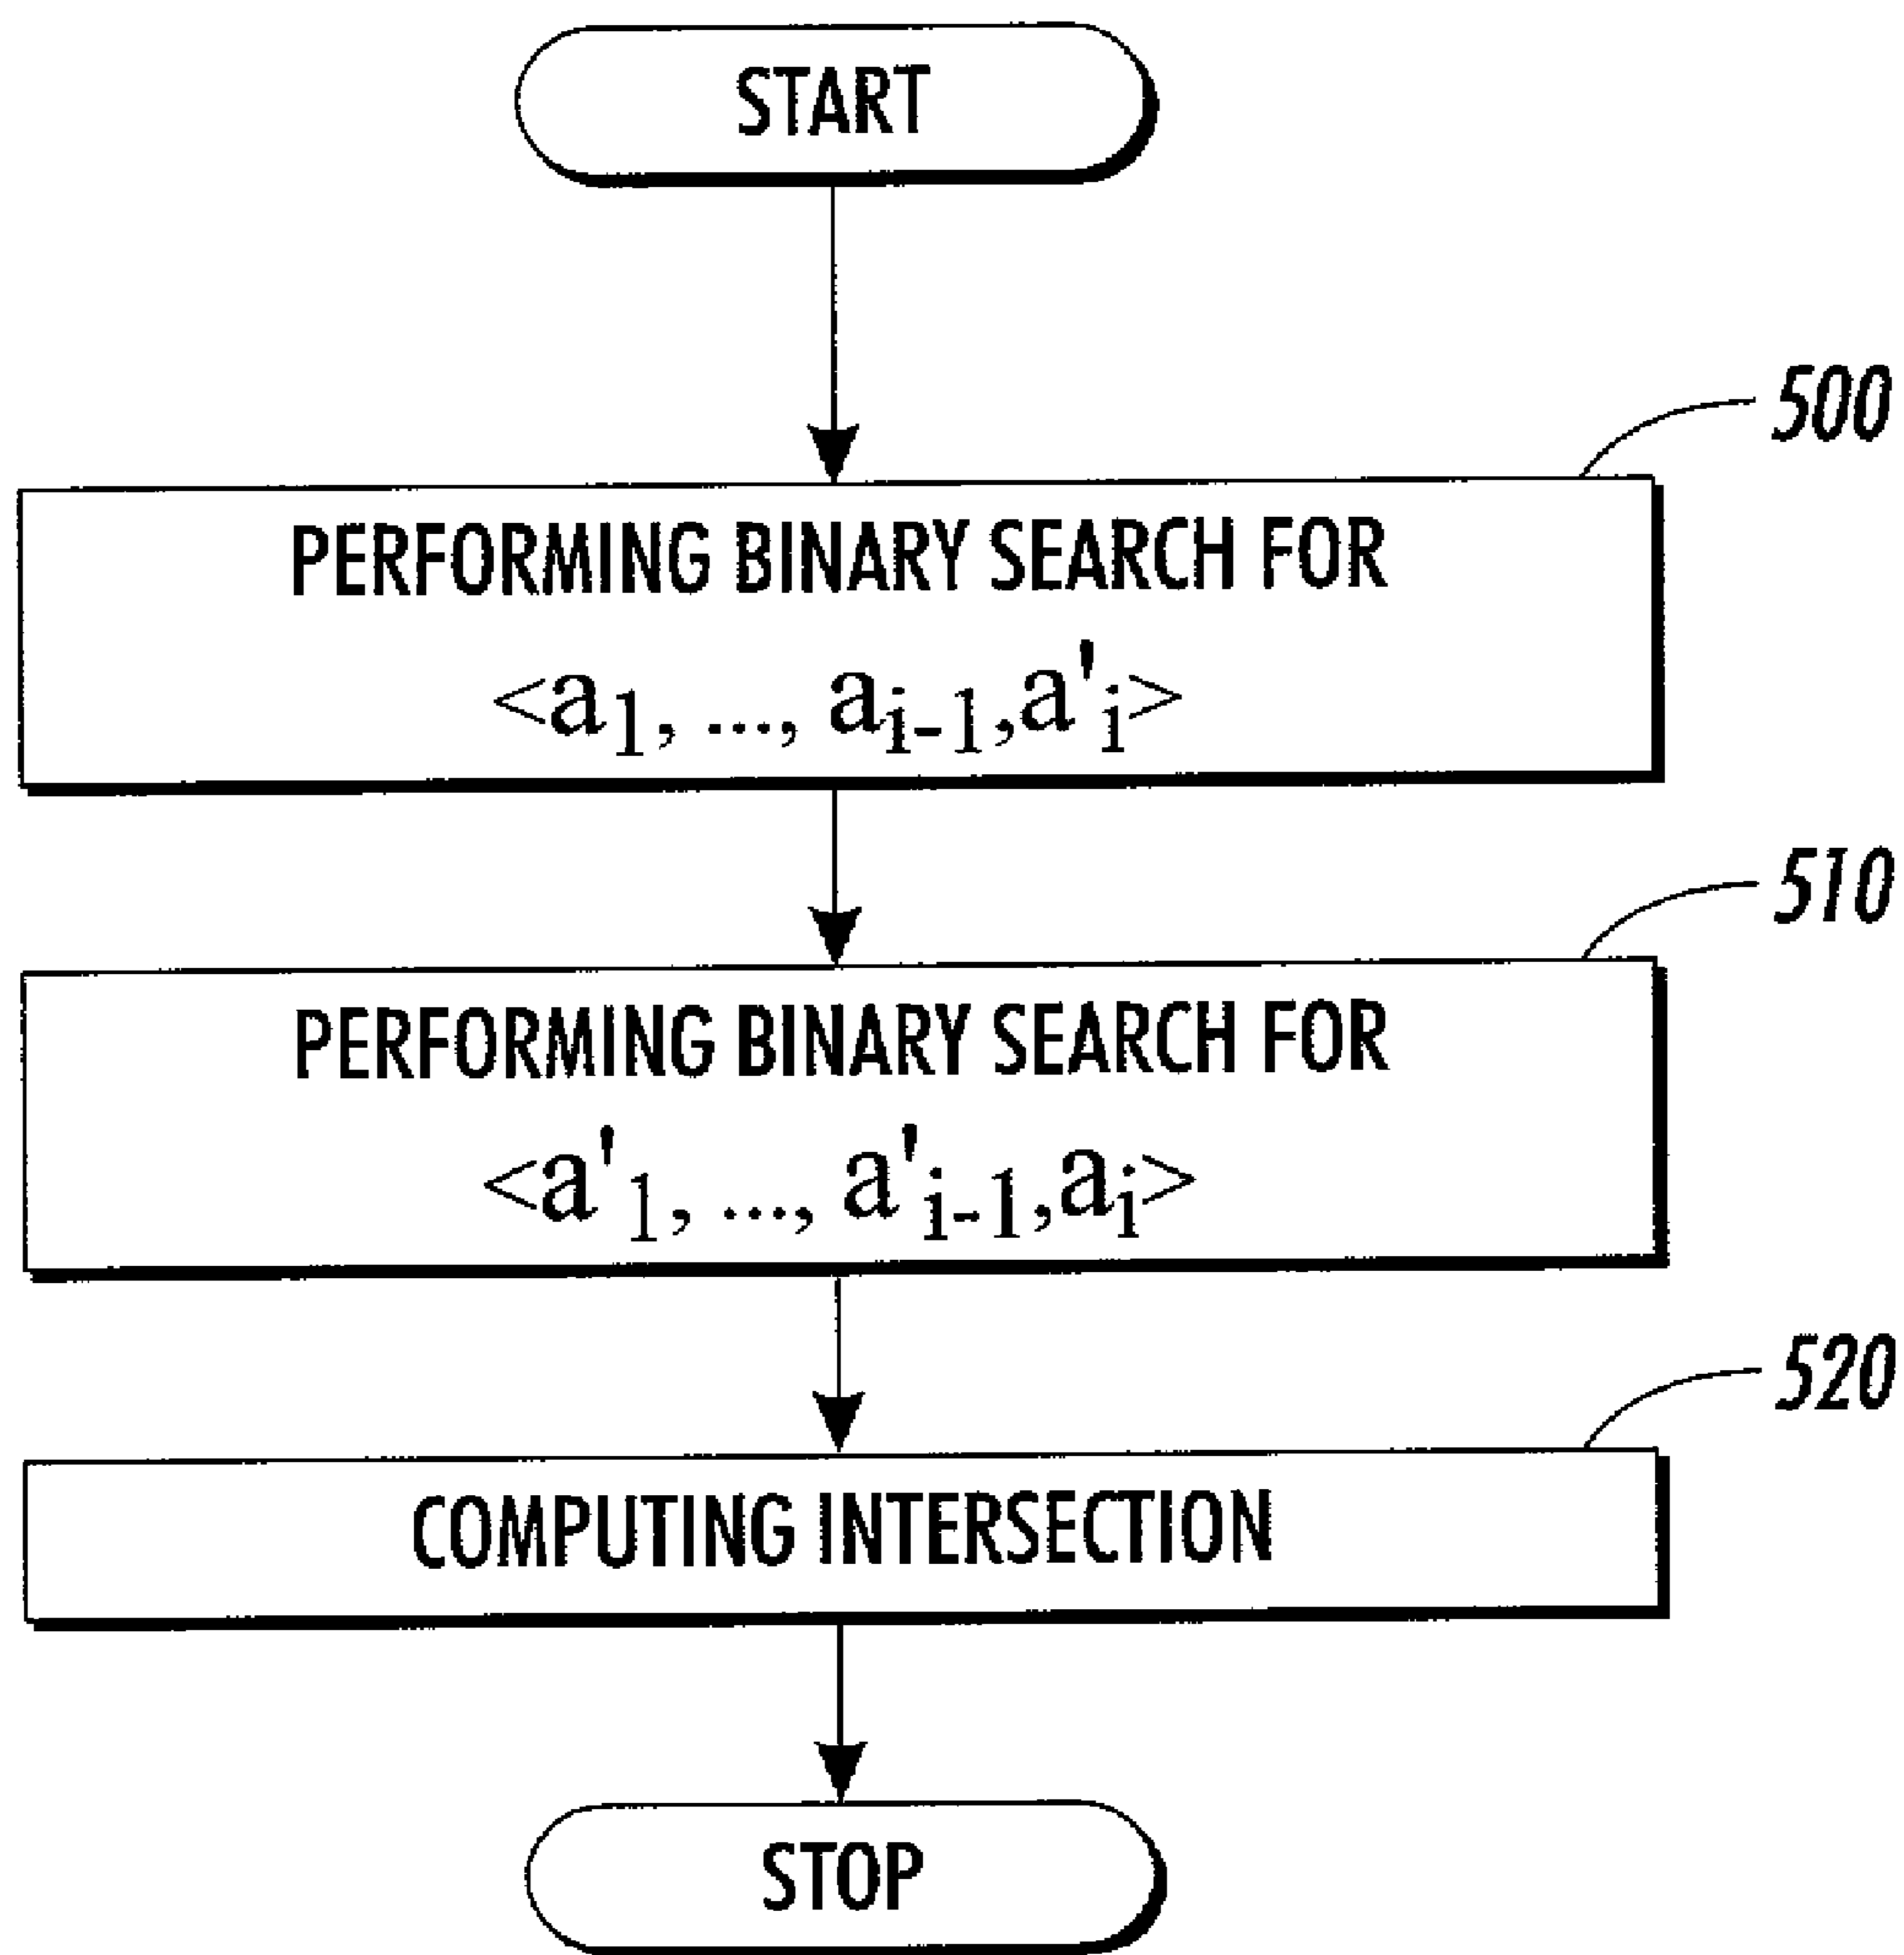 START
500
PERFORMING BINARY SEARCH FOR
<a₁, ..., aᵢ₋₁,a'ᵢ>
510
PERFORMING BINARY SEARCH FOR
<a'₁, ..., a'ᵢ₋₁,aᵢ>
520
COMPUTING INTERSECTION
STOP